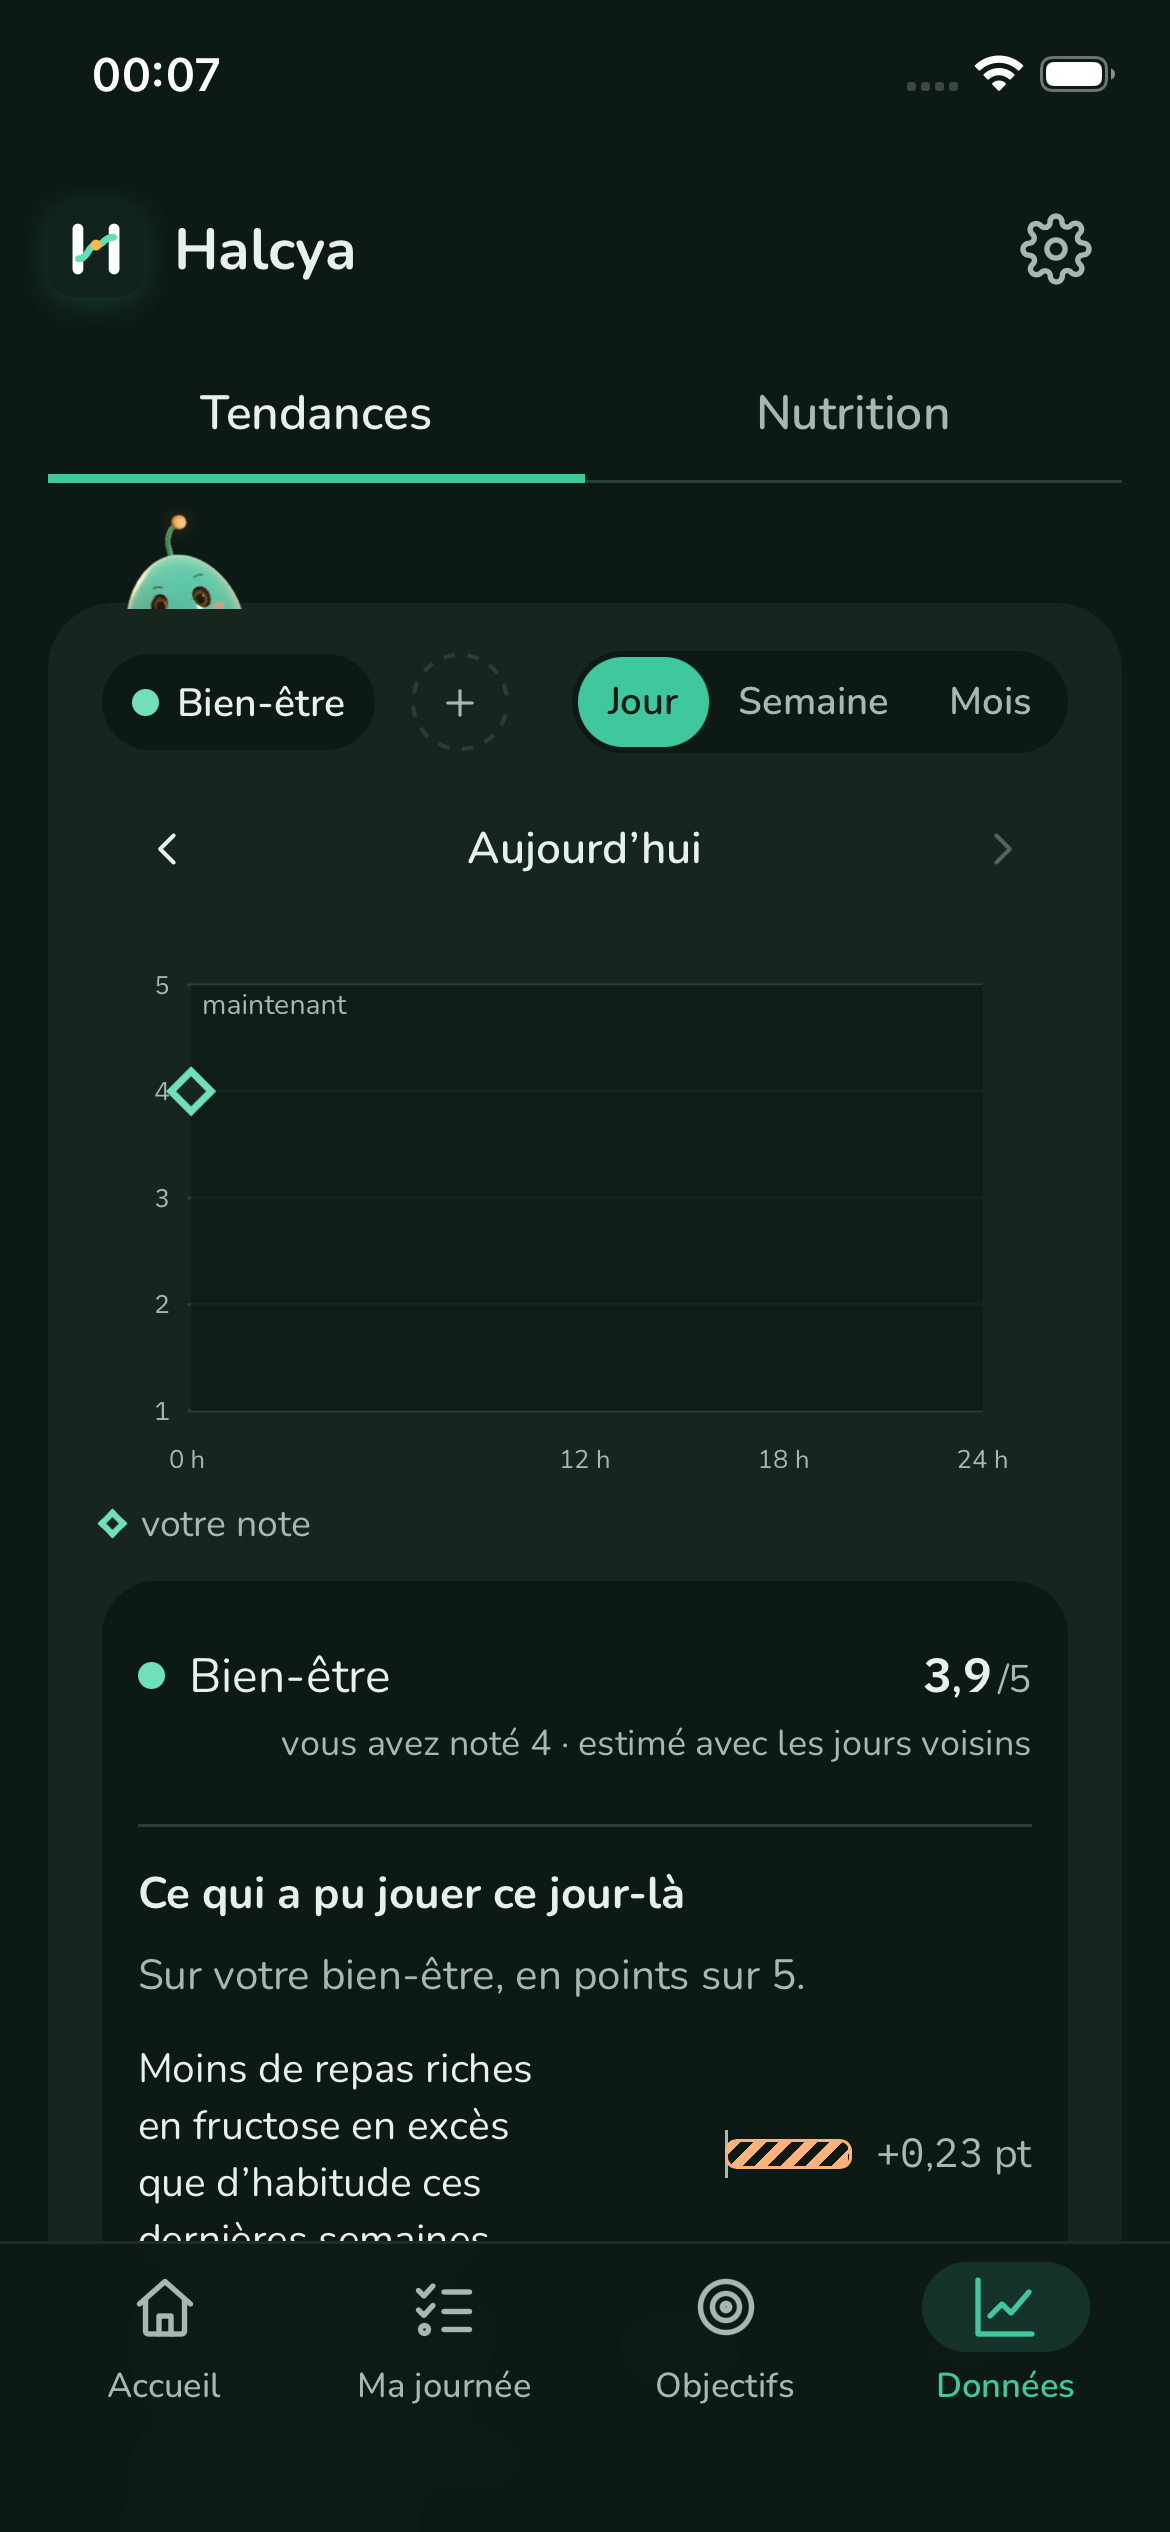 00:07
Halcya
Tendances
Nutrition
Bien-être
+
Jour
Semaine
Mois
Aujourd’hui
5
maintenant
4
3
2
1
0 h
12 h
18 h
24 h
votre note
Bien-être
3,9/5
vous avez noté 4 · estimé avec les jours voisins
Ce qui a pu jouer ce jour-là
Sur votre bien-être, en points sur 5.
Moins de repas riches
en fructose en excès
que d’habitude ces
dernières semaines
+0,23 pt
Accueil
Ma journée
Objectifs
Données